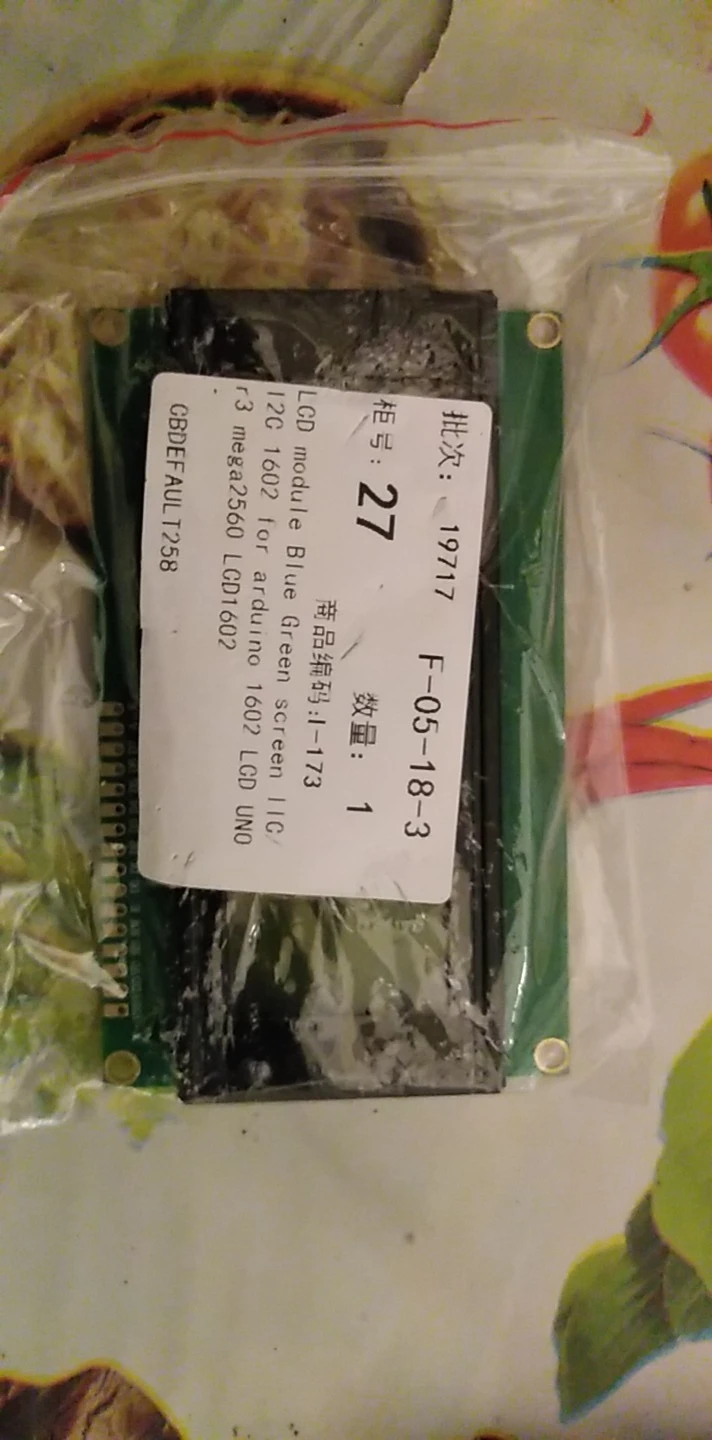 批次: 19717 F-05-18-3
柜号: 27 数量: 1
商品编码:I-173
LCD module Blue Green screen IIC/
I2C 1602 for arduino 1602 LCD UNO
r3 mega2560 LCD1602
.
CBDEFAULT258